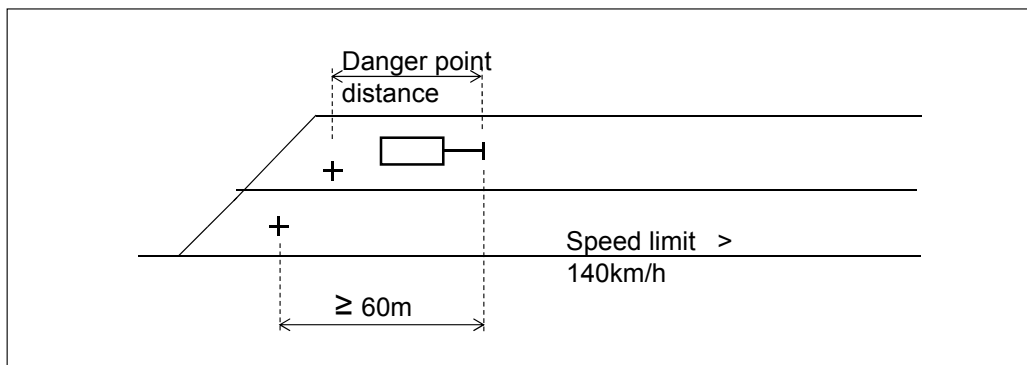 Danger point
distance
Speed limit >
140km/h
≥ 60m